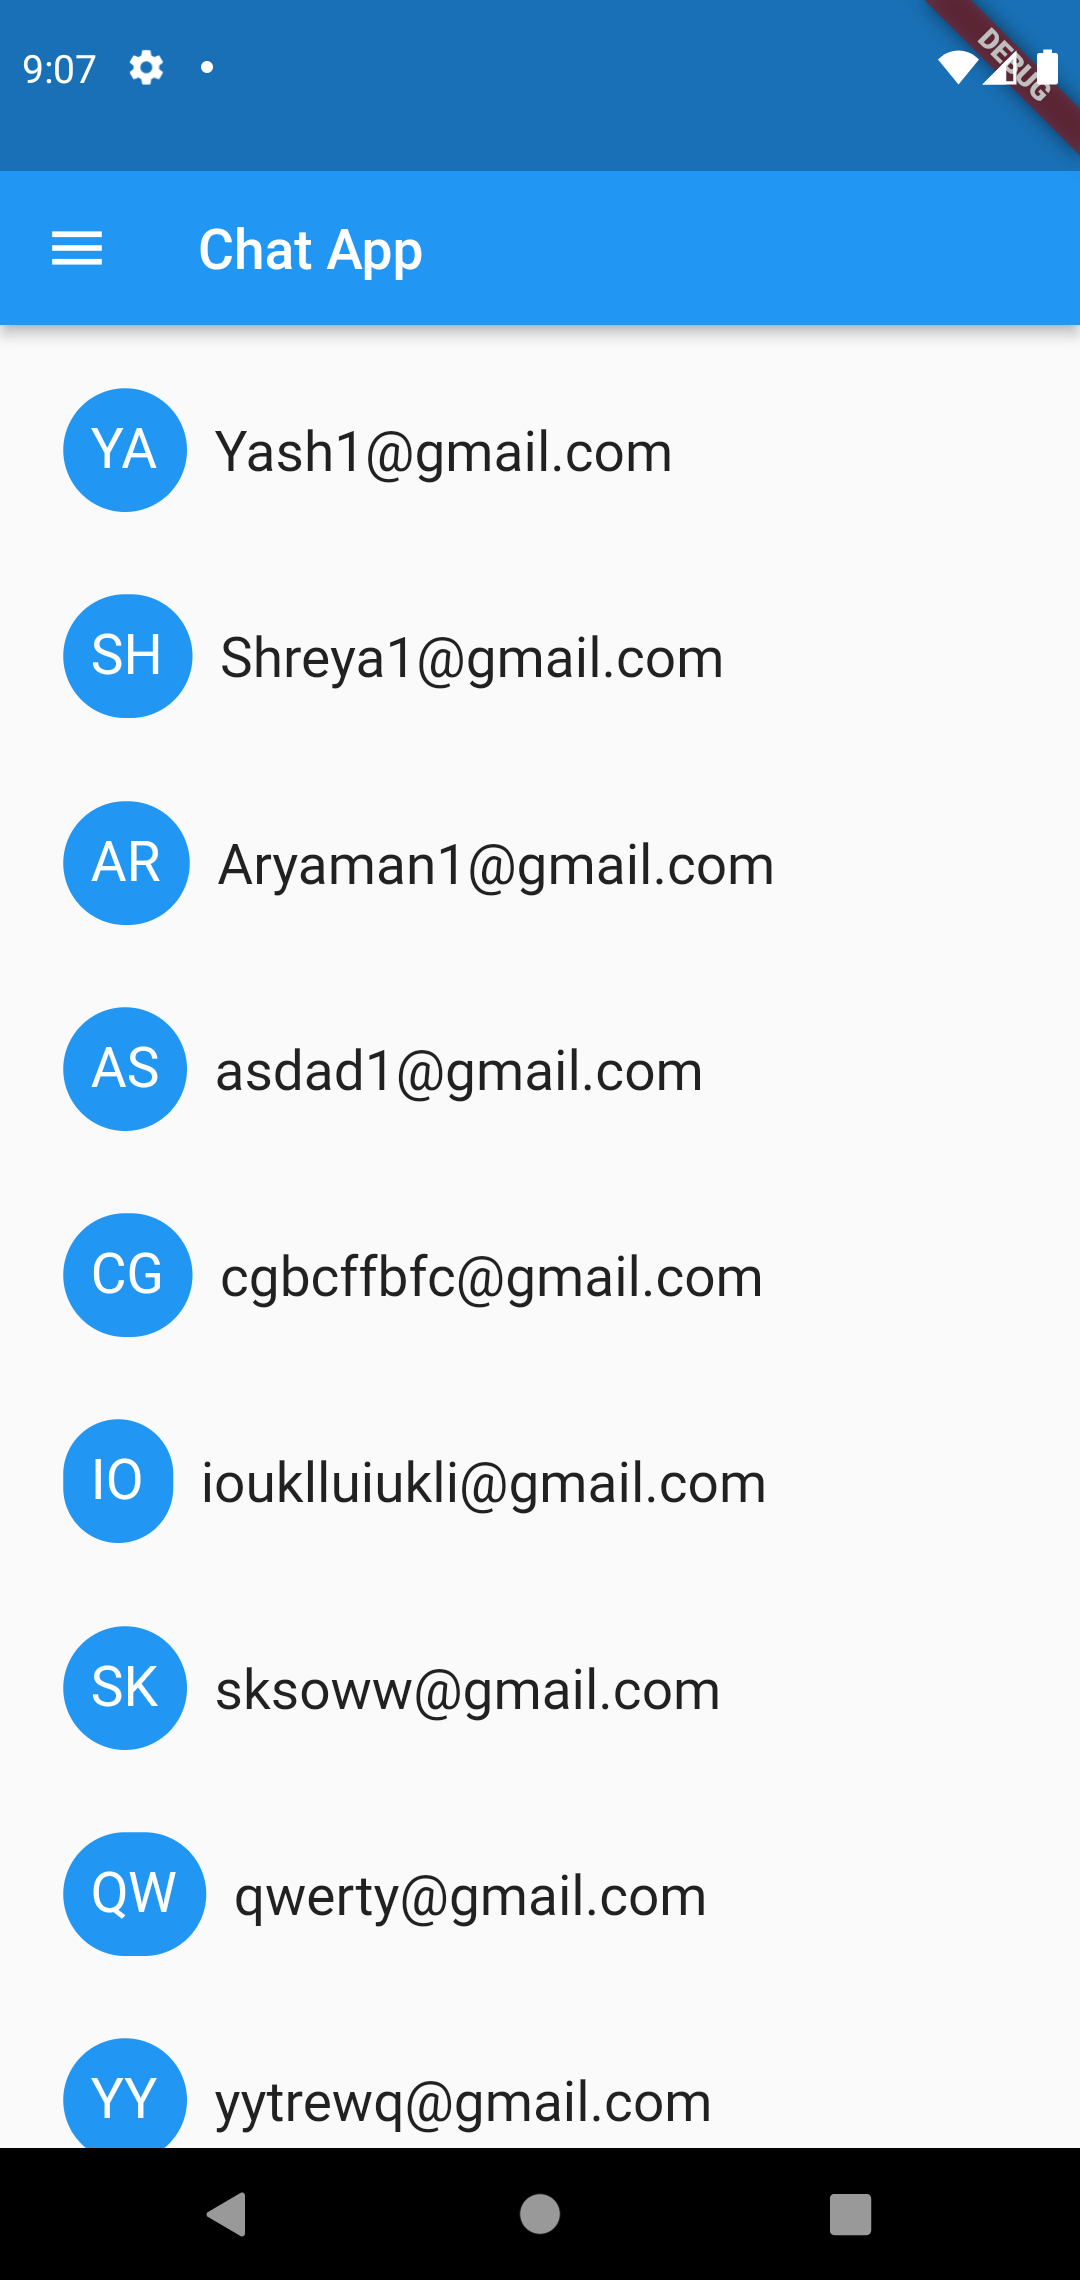 9:07
DEBUG
Chat App
YA Yash1@gmail.com
SH Shreya1@gmail.com
AR Aryaman1@gmail.com
AS asdad1@gmail.com
CG cgbcffbfc@gmail.com
IO iouklluiukli@gmail.com
SK sksoww@gmail.com
QW qwerty@gmail.com
YY yytrewq@gmail.com